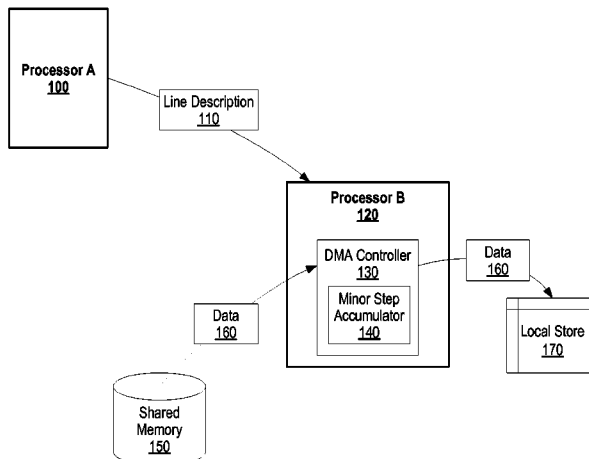 Processor A
100
Line Description
110
Processor B
120
DMA Controller
130
Minor Step
Accumulator
140
Data
160
Data
160
Local Store
170
Shared
Memory
150